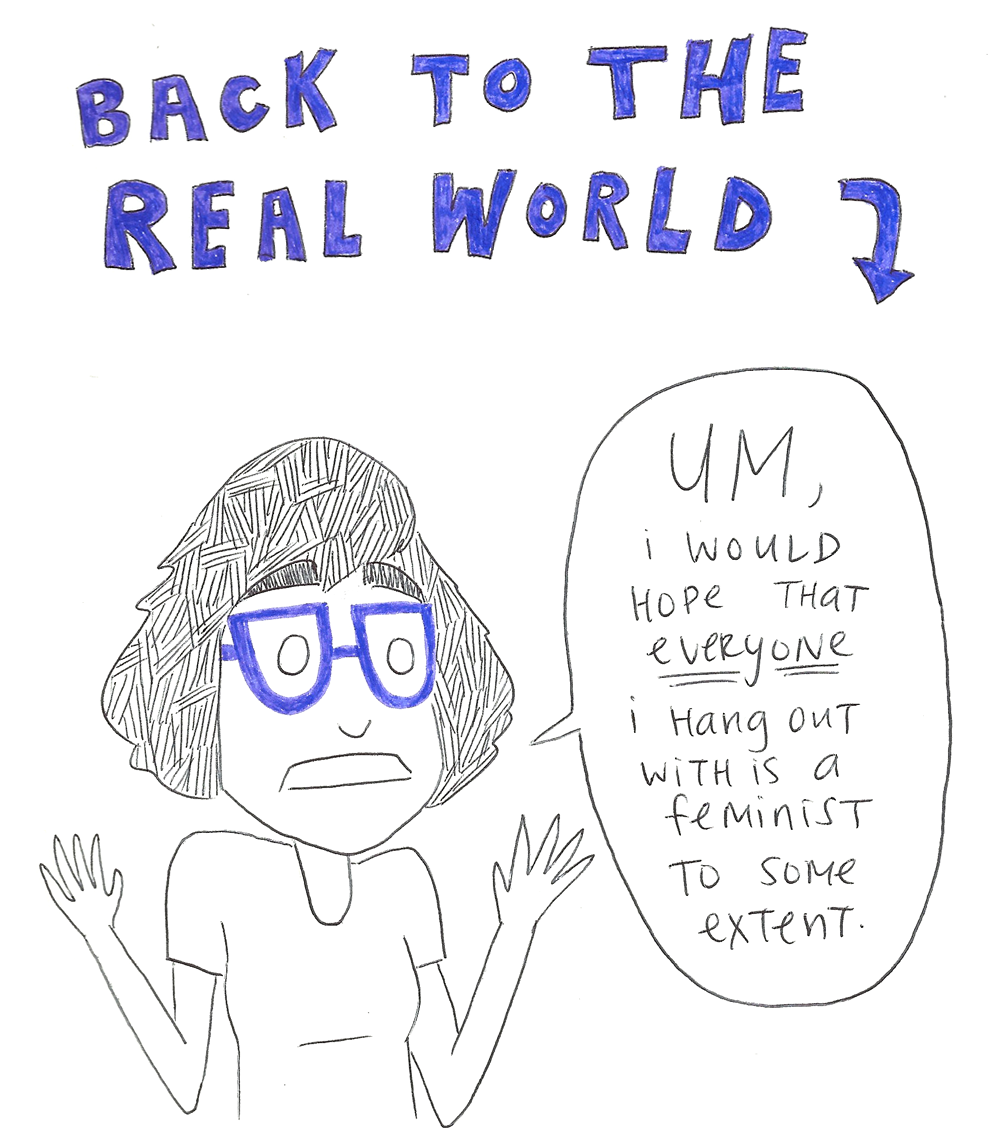 BACK TO THE
REAL WORLD
UM,
i WOULD
HOPe THAT
eveRyONe
i Hang OUT
WiTH iS a
feMiniST
TO SOMe
eXTenT.